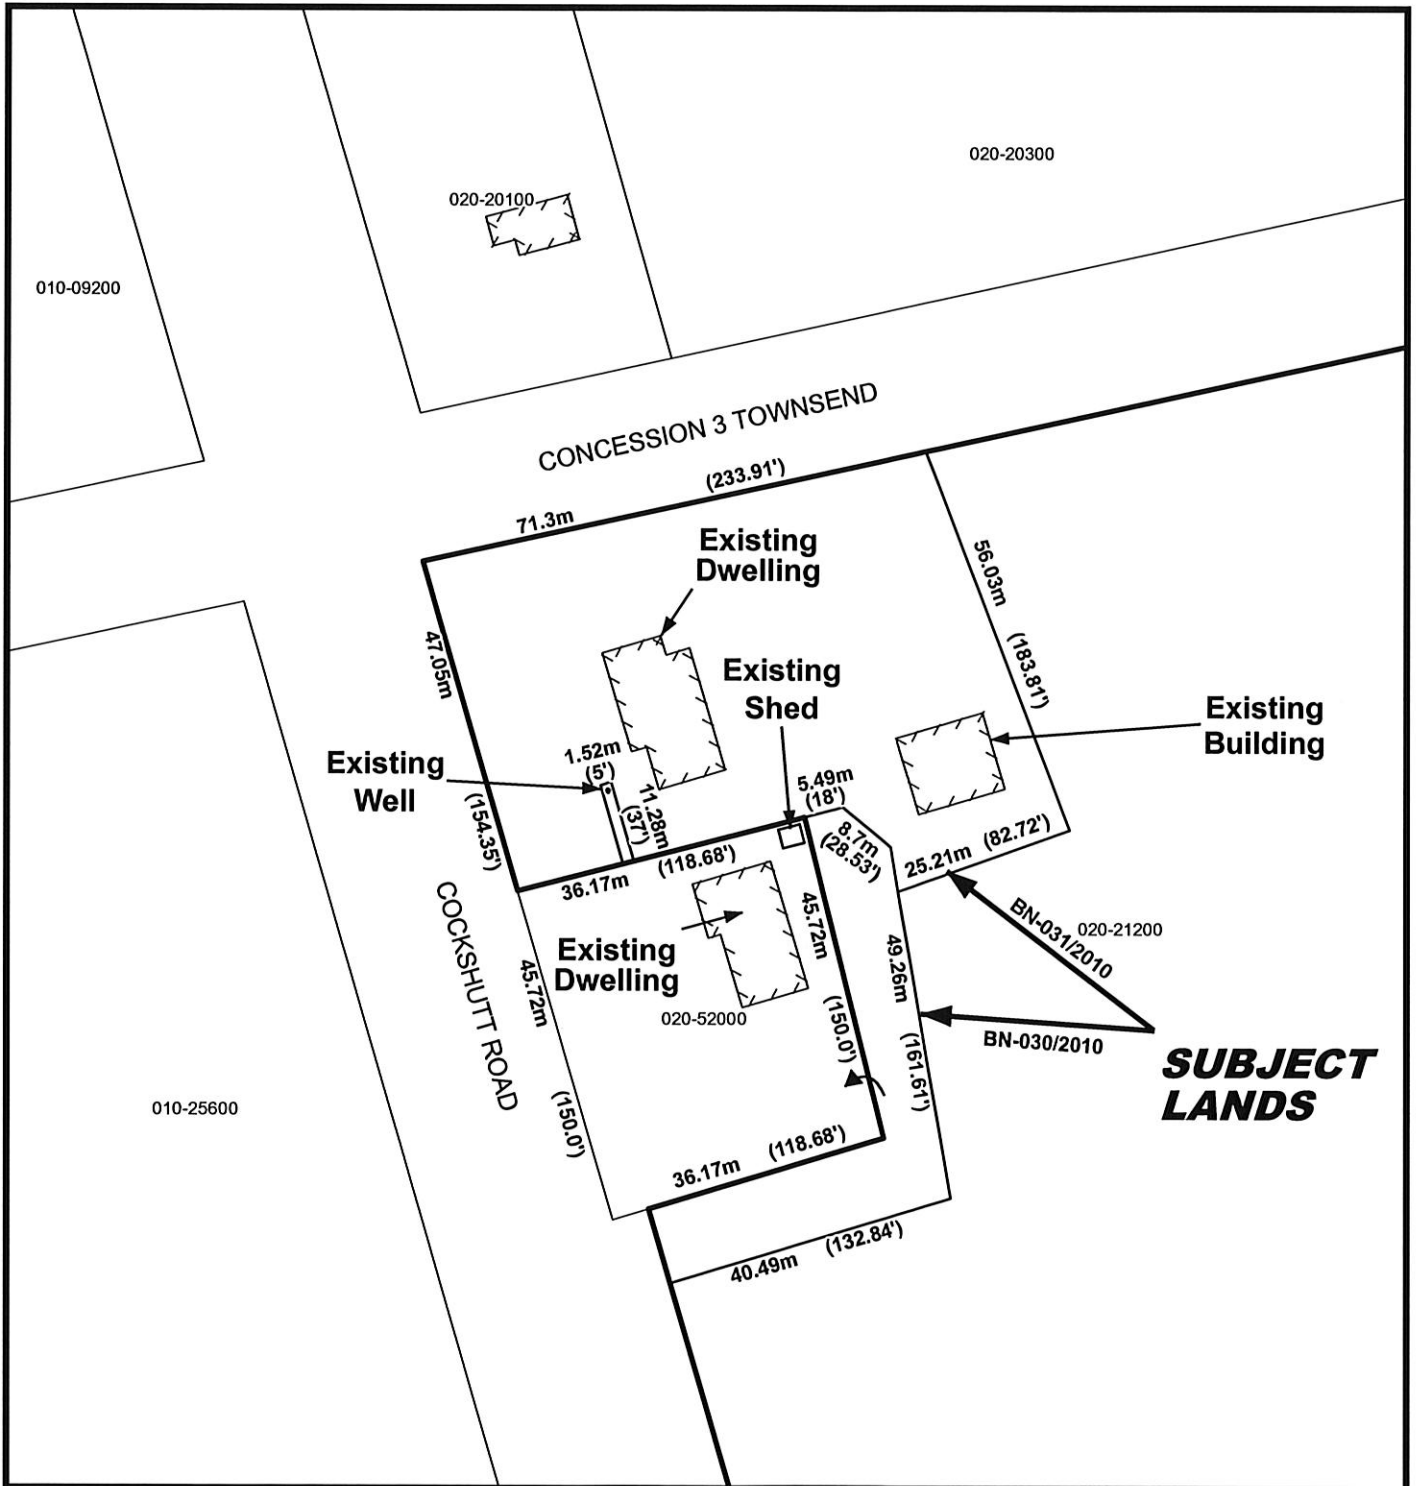 020-20300
020-20100
010-09200
CONCESSION 3 TOWNSEND
(233.91')
71.3m
Existing
Dwelling
56.03m
(183.81')
47.05m
(154.35')
Existing
Shed
Existing
Building
1.52m
(5')
Existing
Well
11.28m
(37')
5.49m
(18')
8.7m
(28.53')
25.21m
(82.72')
36.17m
(118.68')
45.72m
(150.0')
Existing
Dwelling
020-52000
COCKSHUTT ROAD
45.72m
(150.0')
49.26m
(161.61')
BN-031/2010
020-21200
BN-030/2010
SUBJECT
LANDS
010-25600
36.17m
(118.68')
40.49m
(132.84')